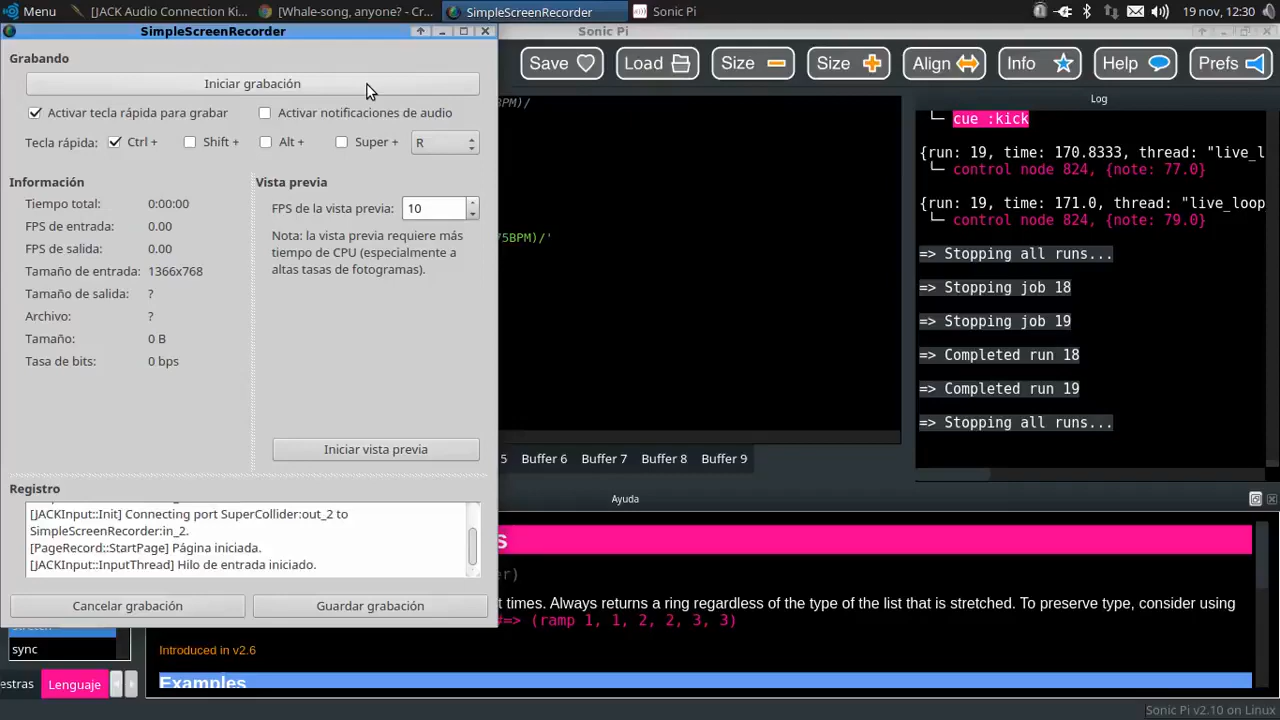 Menu
[JACK Audio Connection Ki...
[Whale-song, anyone? - Cr...
SimpleScreenRecorder
Sonic Pi
19 nov, 12:30
SimpleScreenRecorder
Sonic Pi
Grabando
Iniciar grabación
Activar tecla rápida para grabar
Activar notificaciones de audio
Tecla rápida:
Ctrl +
Shift +
Alt +
Super +
R
Información
Tiempo total: 0:00:00
FPS de entrada: 0.00
FPS de salida: 0.00
Tamaño de entrada: 1366x768
Tamaño de salida: ?
Archivo: ?
Tamaño: 0 B
Tasa de bits: 0 bps
Vista previa
FPS de la vista previa: 10
Nota: la vista previa requiere más
tiempo de CPU (especialmente a
altas tasas de fotogramas).
Iniciar vista previa
Registro
[JACKInput::Init] Connecting port SuperCollider:out_2 to
SimpleScreenRecorder:in_2.
[PageRecord::StartPage] Página iniciada.
[JACKInput::InputThread] Hilo de entrada iniciado.
Cancelar grabación
Guardar grabación
Save
Load
Size
Size
Align
Info
Help
Prefs
BPM)/
75BPM)/'
5
Buffer 6
Buffer 7
Buffer 8
Buffer 9
Log
cue :kick
{run: 19, time: 170.8333, thread: "live_l
control node 824, {note: 77.0}
{run: 19, time: 171.0, thread: "live_loop
control node 824, {note: 79.0}
=> Stopping all runs...
=> Stopping job 18
=> Stopping job 19
=> Completed run 18
=> Completed run 19
=> Stopping all runs...
Ayuda
s
er)
t times. Always returns a ring regardless of the type of the list that is stretched. To preserve type, consider using
#=> (ramp 1, 1, 2, 2, 3, 3)
Introduced in v2.6
Examples
sync
estras
Lenguaje
Sonic Pi v2.10 on Linux